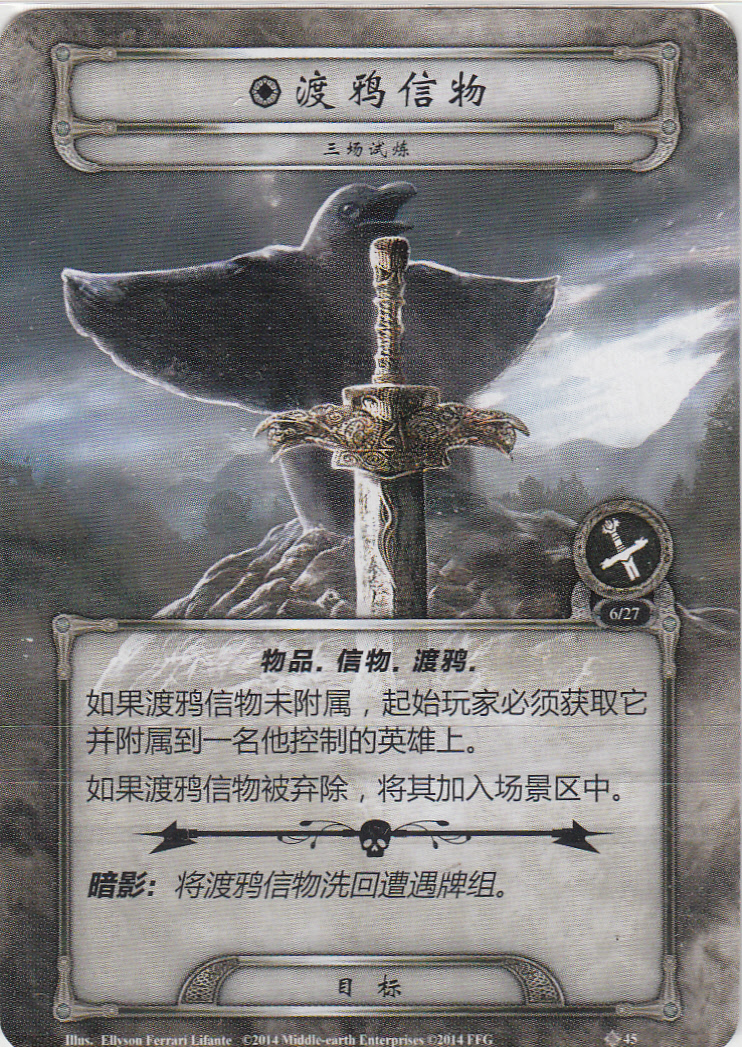 渡鸦信物
三场试炼
6/27
物品. 信物. 渡鸦.
如果渡鸦信物未附属，起始玩家必须获取它
并附属到一名他控制的英雄上。
如果渡鸦信物被弃除，将其加入场景区中。
暗影：将渡鸦信物洗回遭遇牌组。
目标
Illus. Ellyson Ferrari Lifante ©2014 Middle-earth Enterprises ©2014 FFG 45